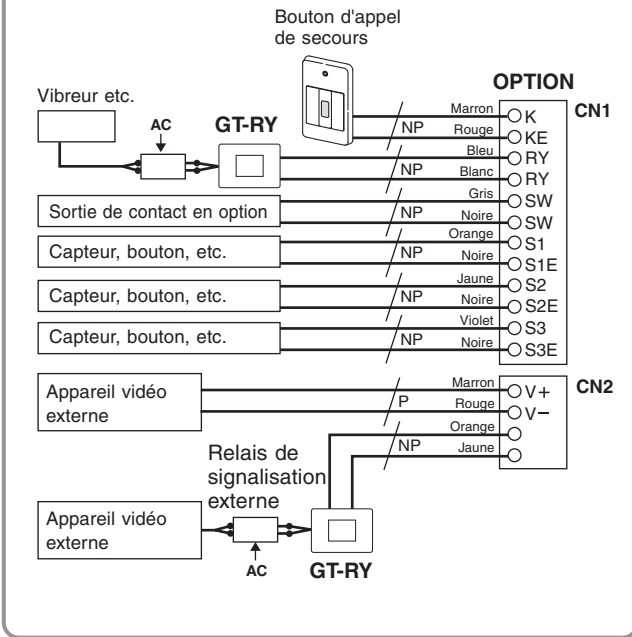 Bouton d'appel
de secours
OPTION
Vibreur etc.
AC
GT-RY
Marron
K
CN1
NP
Rouge
KE
Bleu
RY
NP
Blanc
RY
Gris
SW
Sortie de contact en option
NP
Noire
SW
Orange
S1
Capteur, bouton, etc.
NP
Noire
S1E
Jaune
S2
Capteur, bouton, etc.
NP
Noire
S2E
Violet
S3
Capteur, bouton, etc.
NP
Noire
S3E
Appareil vidéo
externe
Marron
V+
CN2
P
Rouge
V−
Orange
NP
Jaune
Relais de
signalisation
externe
Appareil vidéo
externe
AC
GT-RY